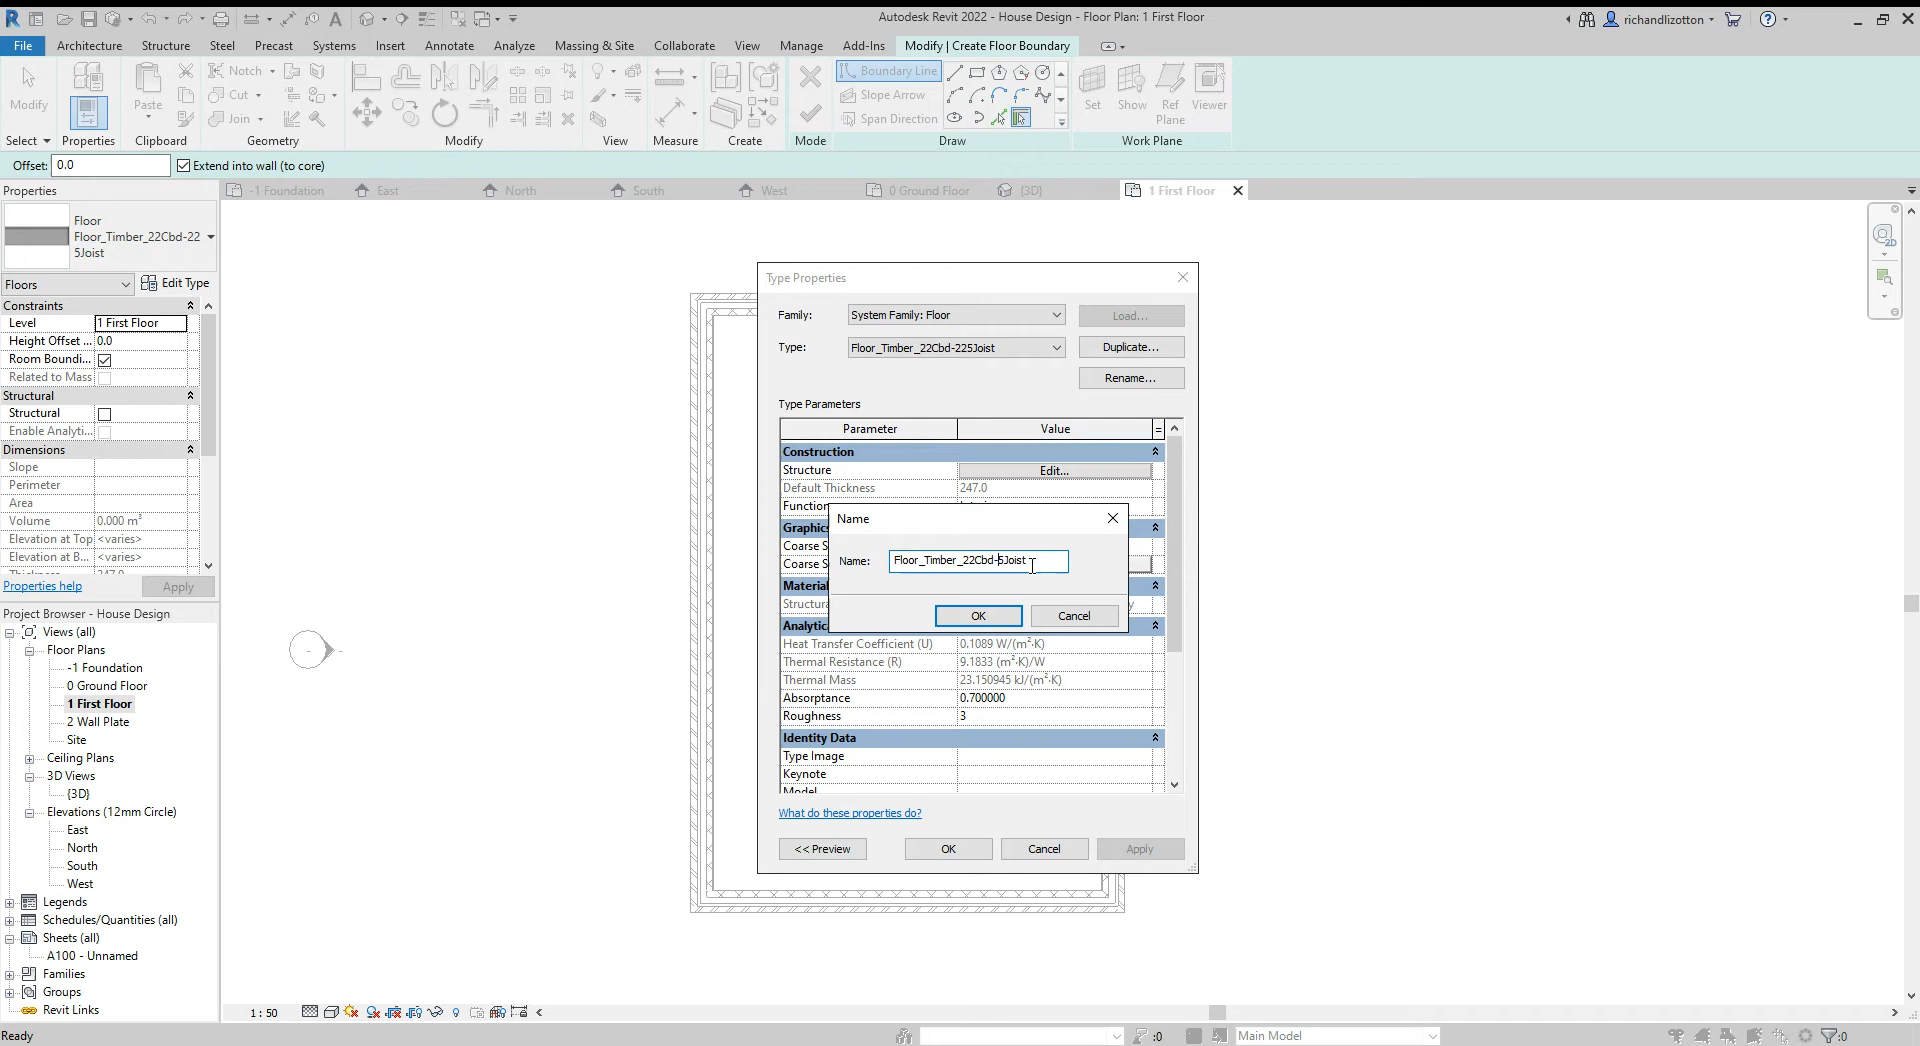 Autodesk Revit 2022 - House Design - Floor Plan: 1 First Floor
richandlizotton
File Architecture Structure Steel Precast Systems Insert Annotate Analyze Massing & Site Collaborate View Manage Add-Ins Modify | Create Floor Boundary
Notch
Cut
Join
Modify
Paste
Boundary Line
Slope Arrow
Span Direction
Set Show Ref Plane Viewer
Select Properties Clipboard Geometry Modify View Measure Create Mode Draw Work Plane
Offset: 0.0 Extend into wall (to core)
Properties
-1 Foundation East North South West 0 Ground Floor {3D} 1 First Floor
Floor
Floor_Timber_22Cbd-22
5Joist
Floors Edit Type
Constraints
Level 1 First Floor
Height Offset ... 0.0
Room Boundi...
Related to Mass
Structural
Structural
Enable Analyti...
Dimensions
Slope
Perimeter
Area
Volume 0.000 m³
Elevation at Top <varies>
Elevation at B... <varies>
Properties help Apply
Project Browser - House Design
Views (all)
Floor Plans
-1 Foundation
0 Ground Floor
1 First Floor
2 Wall Plate
Site
Ceiling Plans
3D Views
{3D}
Elevations (12mm Circle)
East
North
South
West
Legends
Schedules/Quantities (all)
Sheets (all)
A100 - Unnamed
Families
Groups
Revit Links
Type Properties
Family: System Family: Floor Load...
Type: Floor_Timber_22Cbd-225Joist Duplicate...
Rename...
Type Parameters
Parameter Value =
Construction
Structure Edit...
Default Thickness 247.0
Function
Graphics
Coarse S
Coarse S
Material
Structura
Analytica
Name
Name: Floor_Timber_22Cbd-5Joist
OK Cancel
Heat Transfer Coefficient (U) 0.1089 W/(m²·K)
Thermal Resistance (R) 9.1833 (m²·K)/W
Thermal Mass 23.150945 kJ/(m²·K)
Absorptance 0.700000
Roughness 3
Identity Data
Type Image
Keynote
Model
What do these properties do?
<< Preview OK Cancel Apply
2D
1 : 50
Ready :0 Main Model :0